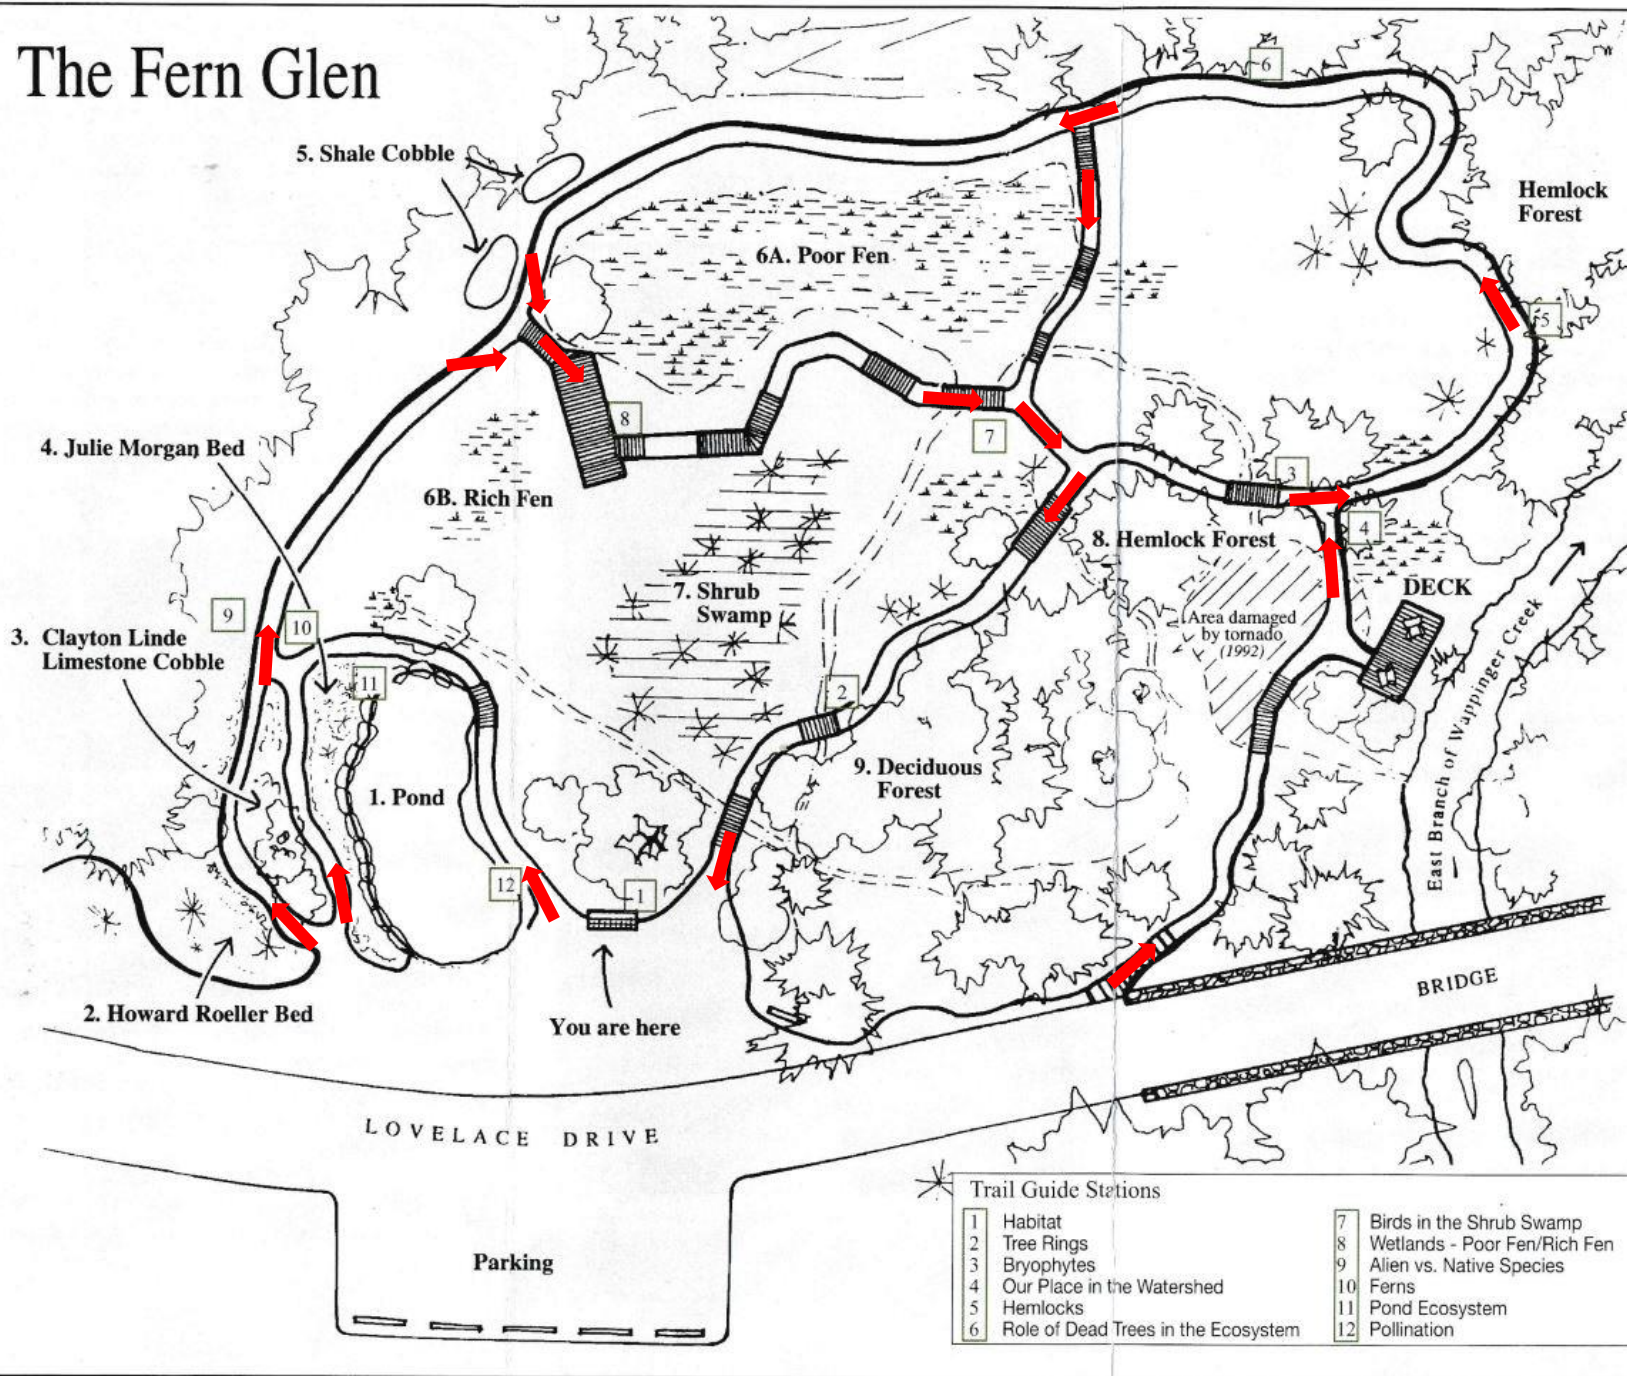 The Fern Glen
6
5. Shale Cobble
Hemlock
Forest
6A. Poor Fen
5
8
7
4. Julie Morgan Bed
3
6B. Rich Fen
4
8. Hemlock Forest
DECK
7. Shrub
Swamp
9
10
Area damaged
by tornado
(1992)
3. Clayton Linde
Limestone Cobble
11
2
East Branch of Wappinger Creek
9. Deciduous
Forest
1. Pond
12
1
BRIDGE
2. Howard Roeller Bed
You are here
LOVELACE DRIVE
Parking
Trail Guide Stations
1 Habitat
2 Tree Rings
3 Bryophytes
4 Our Place in the Watershed
5 Hemlocks
6 Role of Dead Trees in the Ecosystem
7 Birds in the Shrub Swamp
8 Wetlands - Poor Fen/Rich Fen
9 Alien vs. Native Species
10 Ferns
11 Pond Ecosystem
12 Pollination